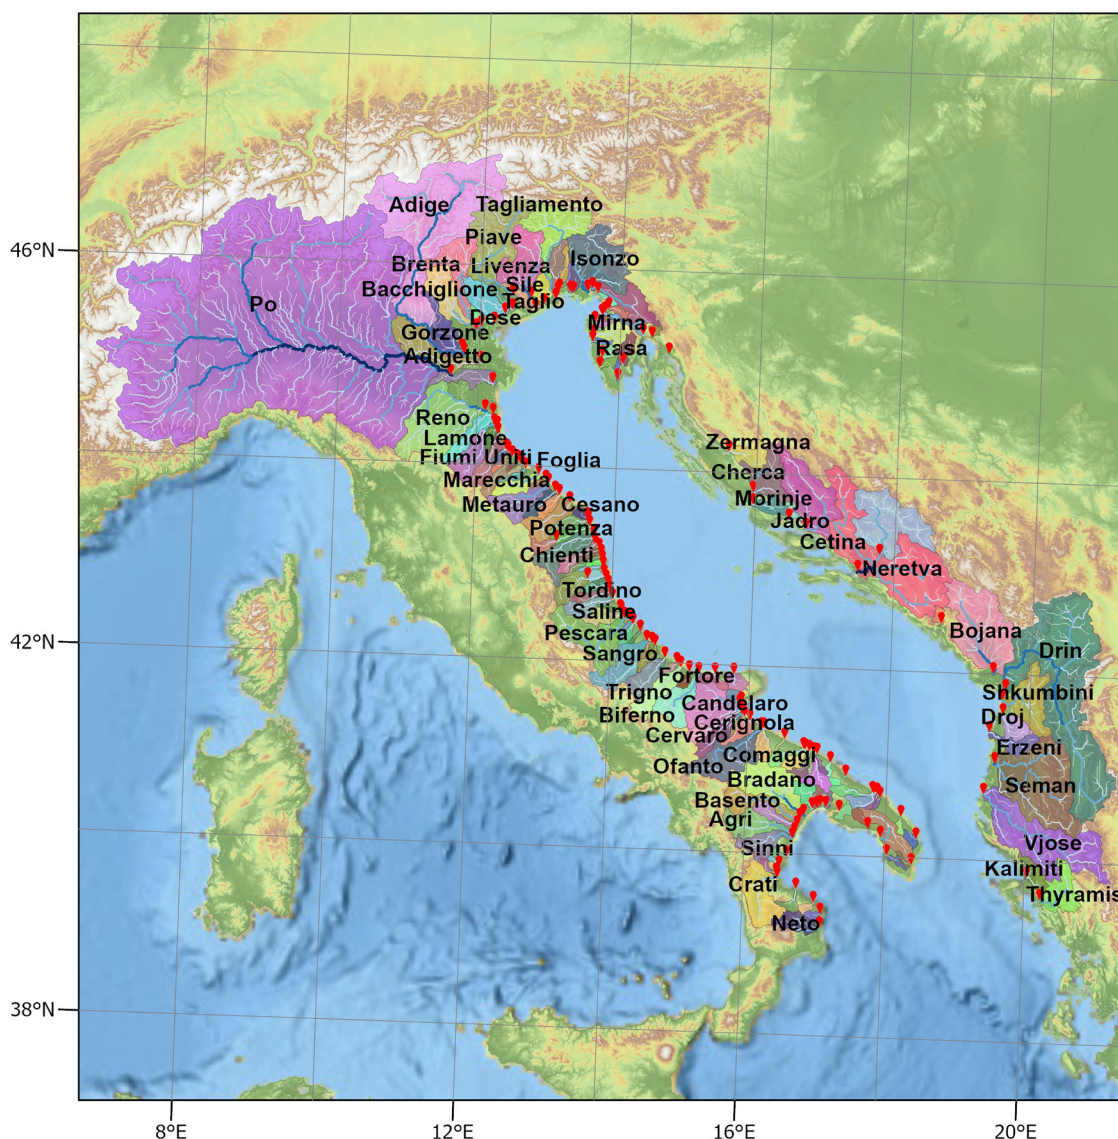 Adige
Tagliamento
Piave
46°N
Isonzo
Brenta
Livenza
Bacchiglione
Sile
Po
Taglio
Dese
Mirna
Gorzone
Rasa
Adigetto
Reno
Lamone
Zermagna
Fiumi Uniti
Foglia
Cherca
Marecchia
Morinje
Metauro
Cesano
Jadro
Potenza
Cetina
Chienti
Neretva
Tordino
Saline
Pescara
Bojana
42°N
Sangro
Drin
Fortore
Trigno
Shkumbini
Candelaro
Biferno
Droj
Cerignola
Cervaro
Erzeni
Comaggi
Ofanto
Bradano
Seman
Basento
Agri
Vjose
Sinni
Kalimiti
Crati
Thyramis
Neto
38°N
8°E
12°E
16°E
20°E